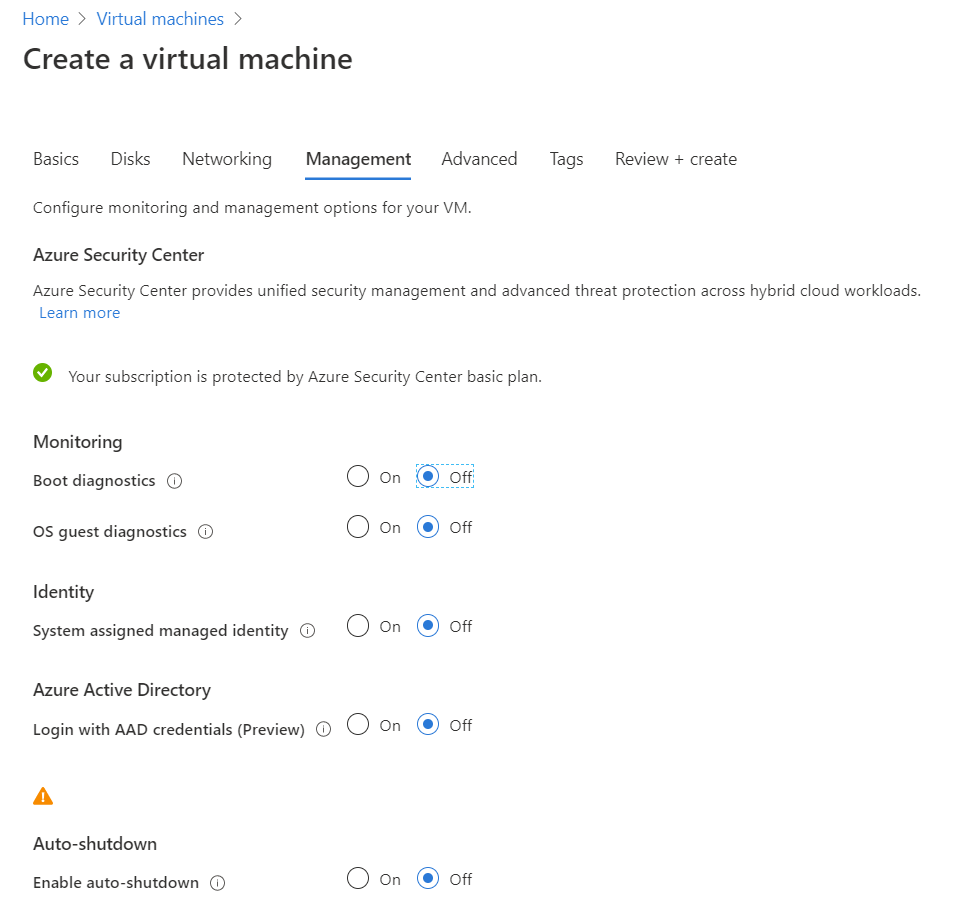 Home > Virtual machines >
Create a virtual machine
Basics Disks Networking Management Advanced Tags Review + create
Configure monitoring and management options for your VM.
Azure Security Center
Azure Security Center provides unified security management and advanced threat protection across hybrid cloud workloads.
Learn more
Your subscription is protected by Azure Security Center basic plan.
Monitoring
Boot diagnostics On Off
OS guest diagnostics On Off
Identity
System assigned managed identity On Off
Azure Active Directory
Login with AAD credentials (Preview) On Off
Auto-shutdown
Enable auto-shutdown On Off